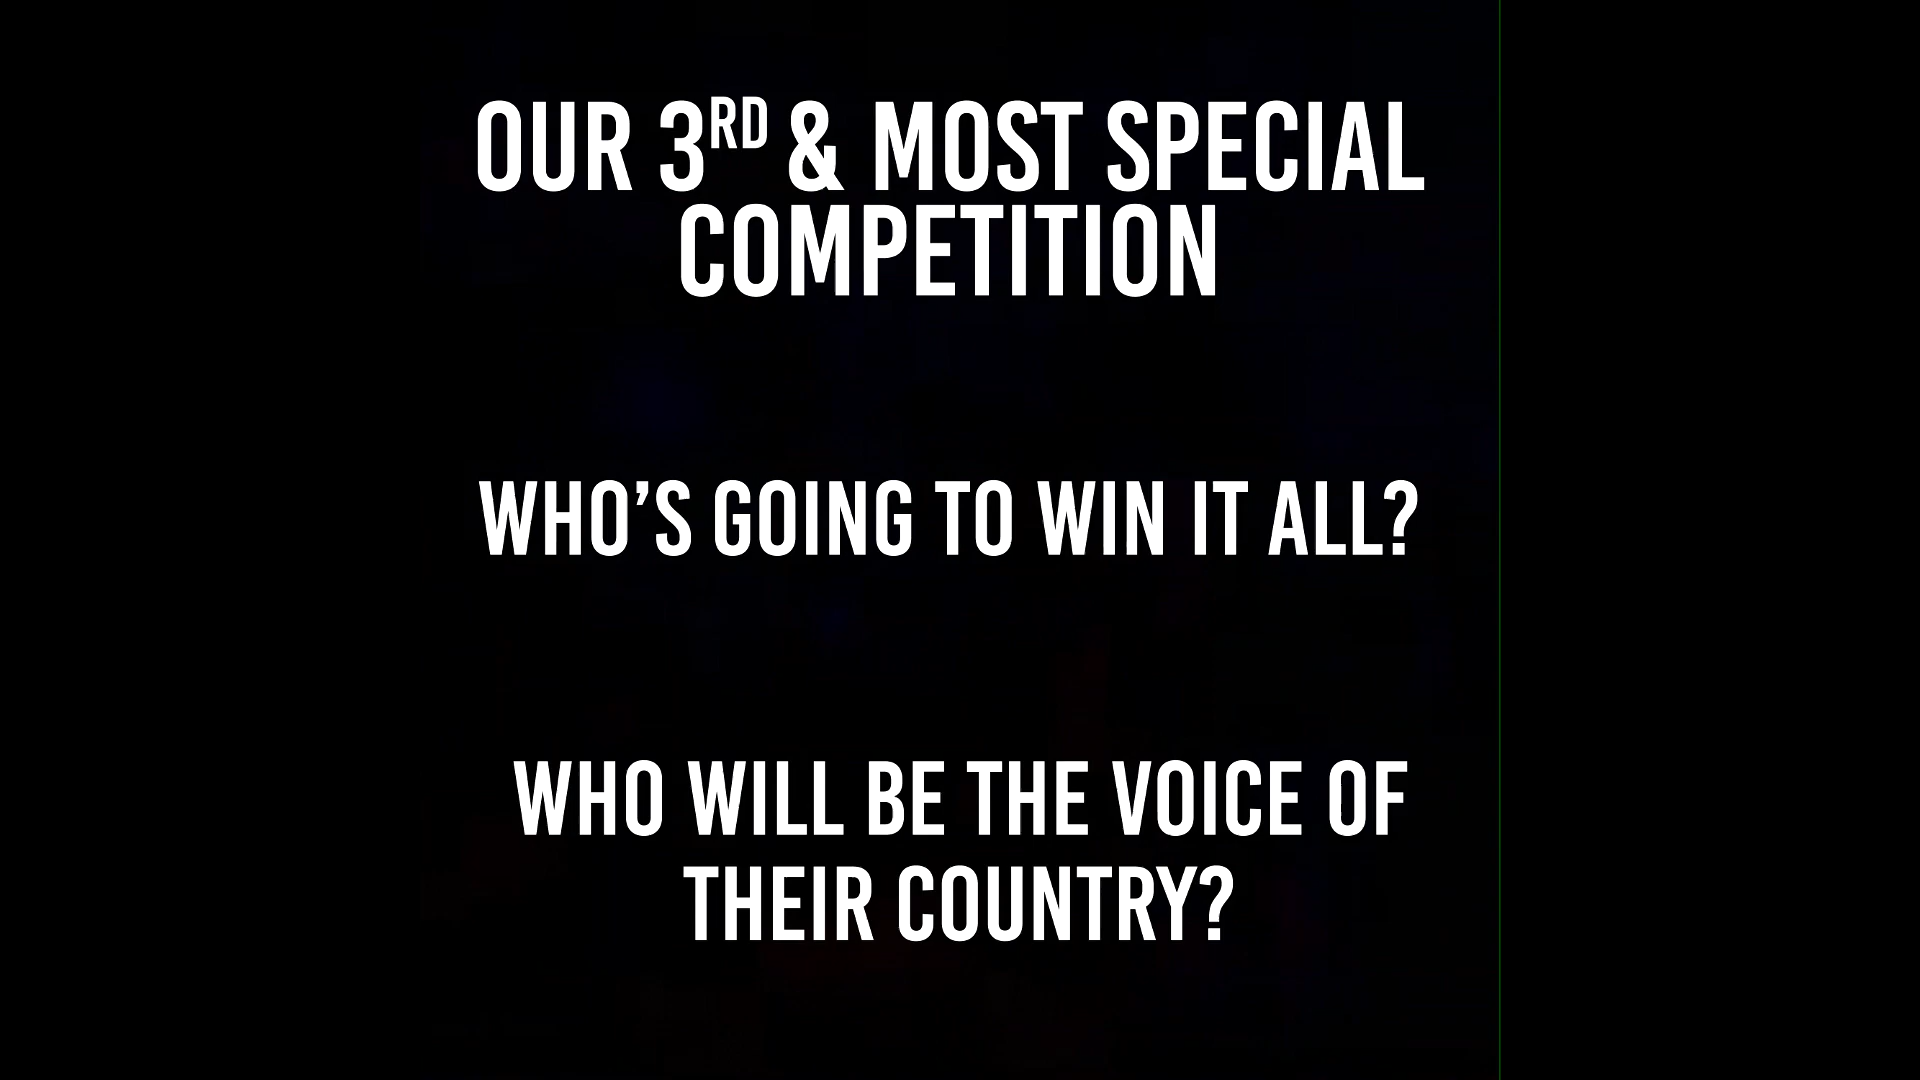 OUR 3RD & MOST SPECIAL
COMPETITION
WHO’S GOING TO WIN IT ALL?
WHO WILL BE THE VOICE OF
THEIR COUNTRY?